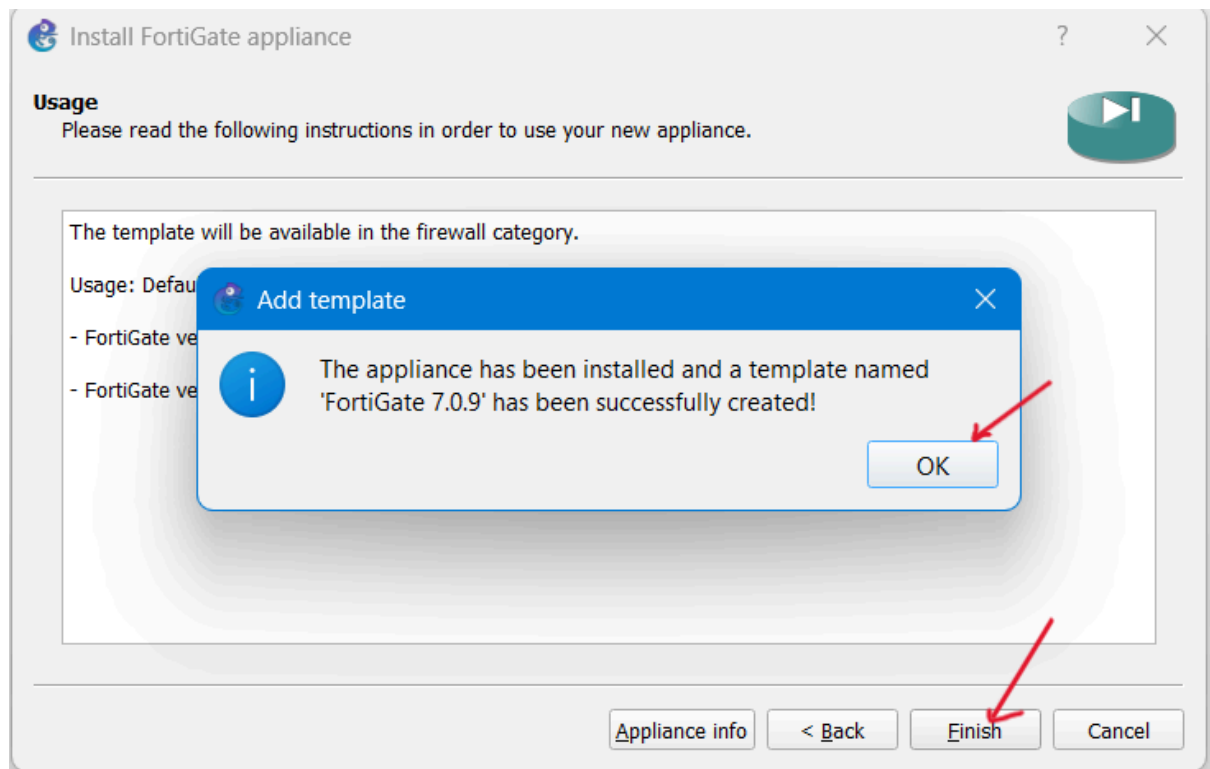 Install FortiGate appliance
?
Usage
Please read the following instructions in order to use your new appliance.
The template will be available in the firewall category.
Usage: Defau
- FortiGate ve
- FortiGate ve
Add template
The appliance has been installed and a template named
'FortiGate 7.0.9' has been successfully created!
OK
Appliance info < Back Finish Cancel